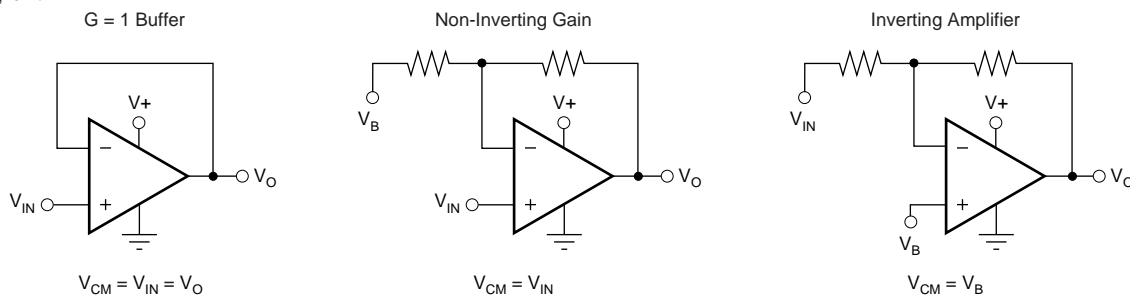 G = 1 Buffer
V+
−
V_IN
+
V_O
V_CM = V_IN = V_O
Non-Inverting Gain
V_B
V+
−
V_IN
+
V_O
V_CM = V_IN
Inverting Amplifier
V_IN
V+
−
+
V_B
V_CM = V_B